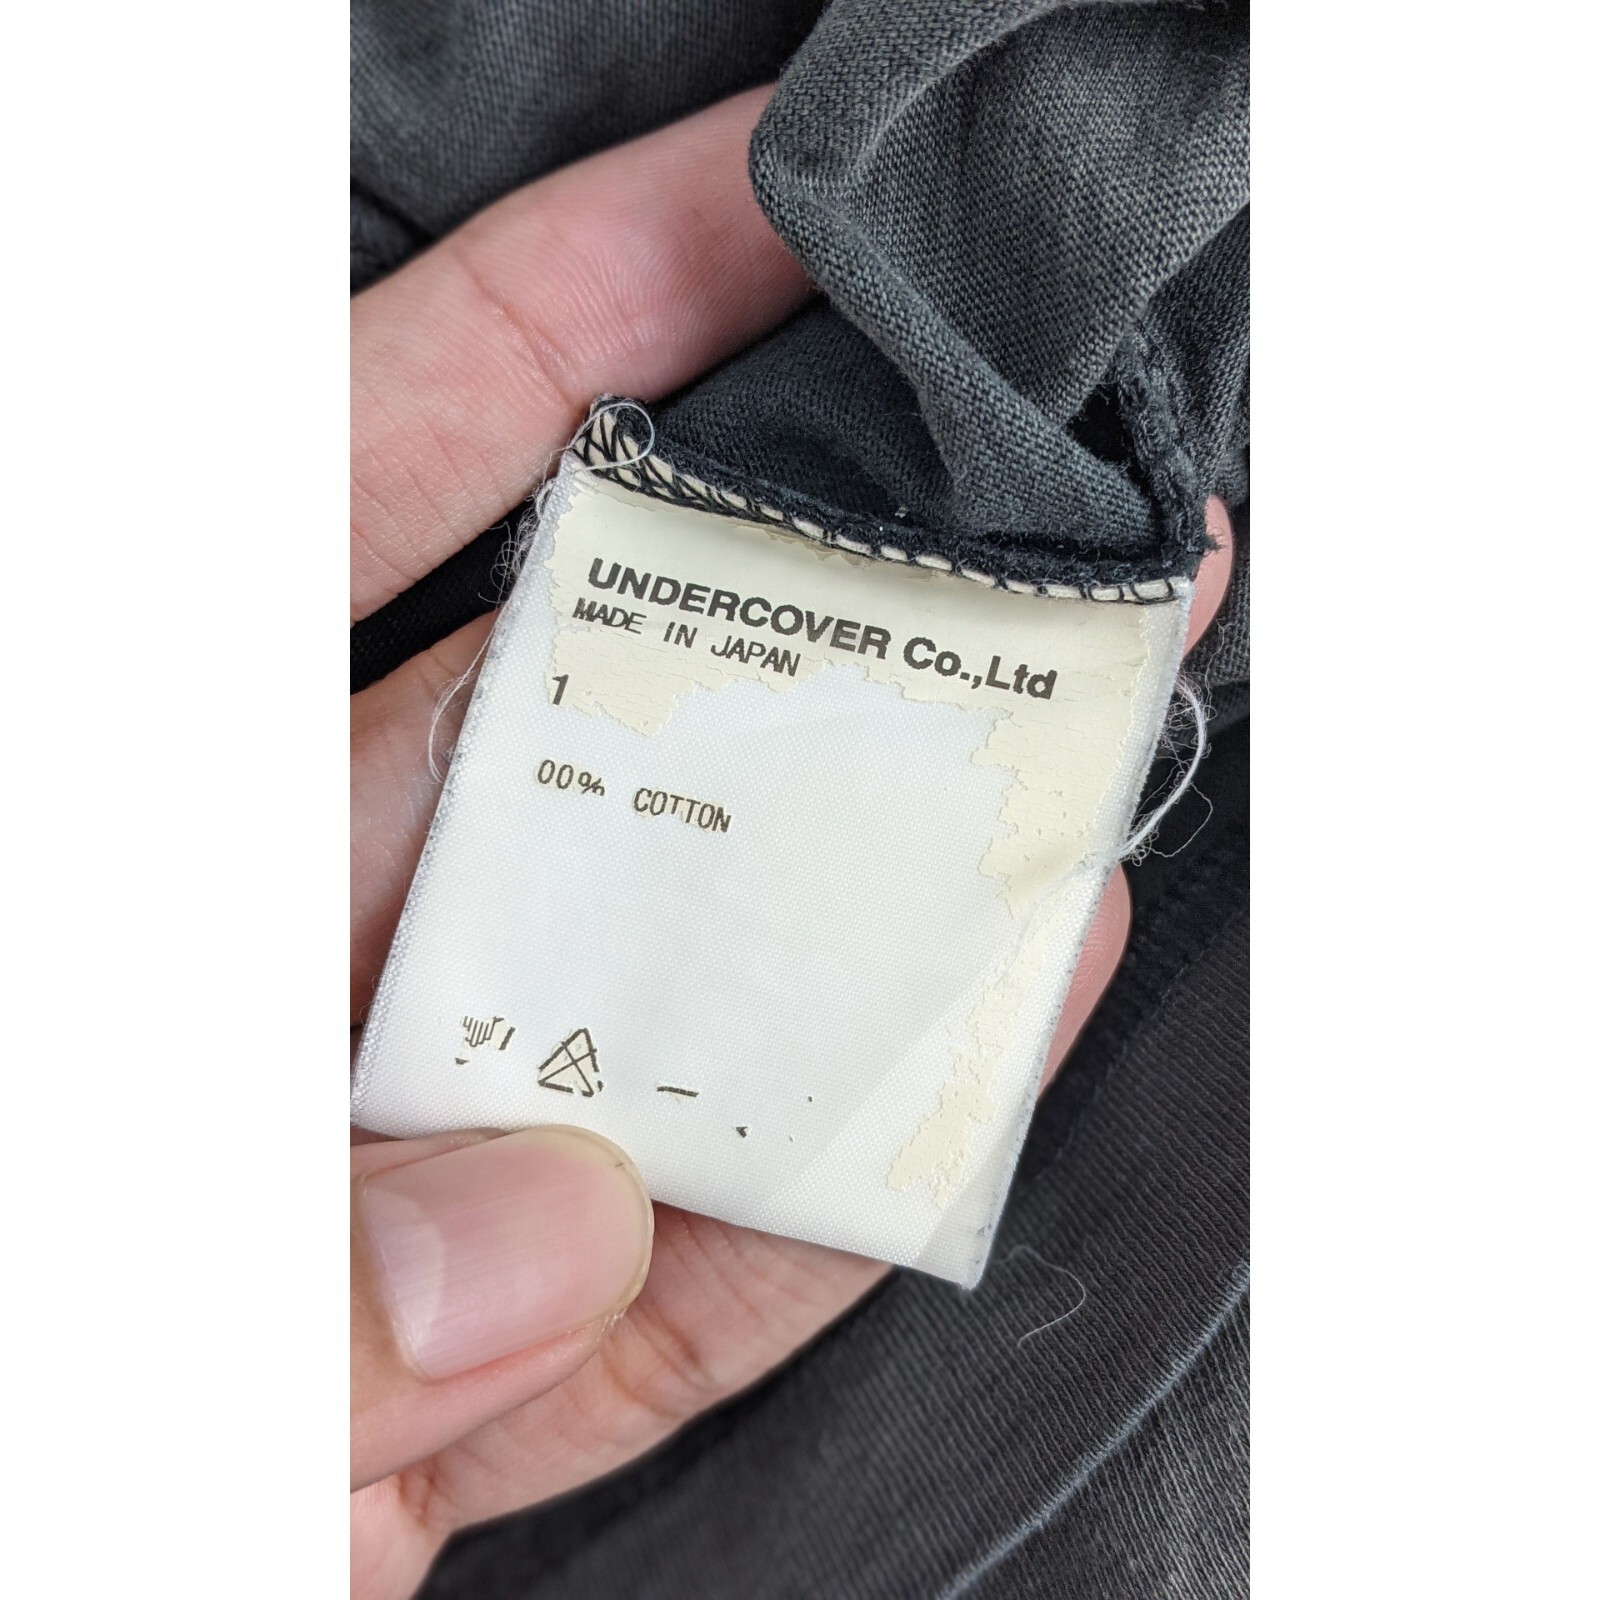 UNDERCOVER Co.,Ltd
MADE IN JAPAN
1
00% COTTON